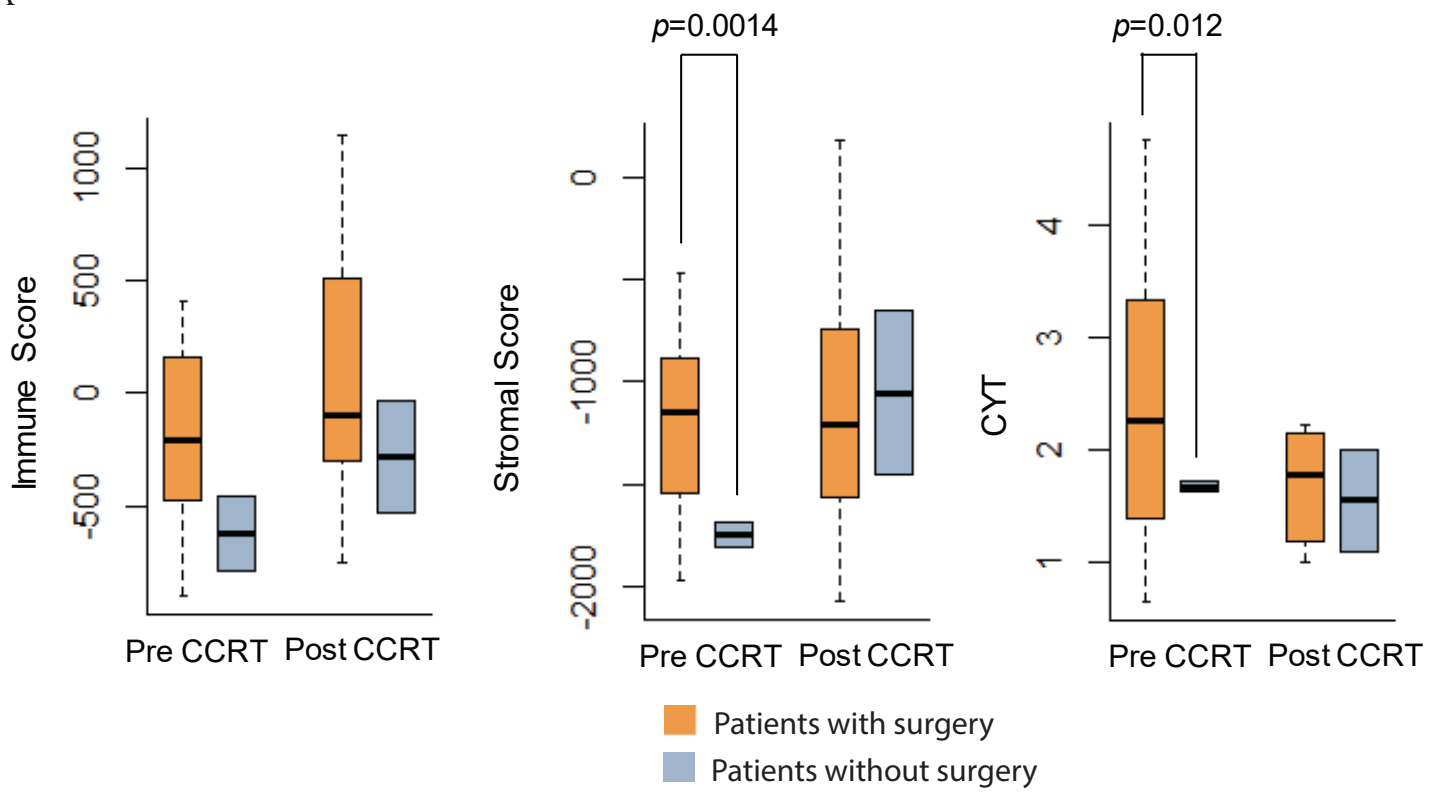 p=0.0014
p=0.012
Immune Score
1000
500
0
-500
Pre CCRT Post CCRT
Stromal Score
0
-1000
-2000
Pre CCRT Post CCRT
CYT
4
3
2
1
Pre CCRT Post CCRT
Patients with surgery
Patients without surgery